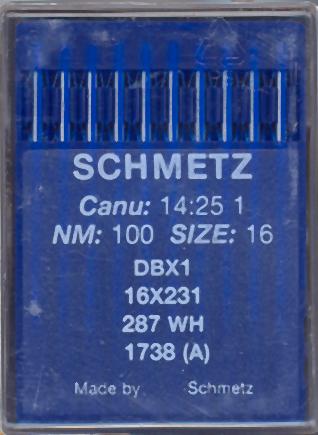 SCHMETZ
Canu: 14:25 1
NM: 100 SIZE: 16
DBX1
16X231
287 WH
1738 (A)
Made by Schmetz